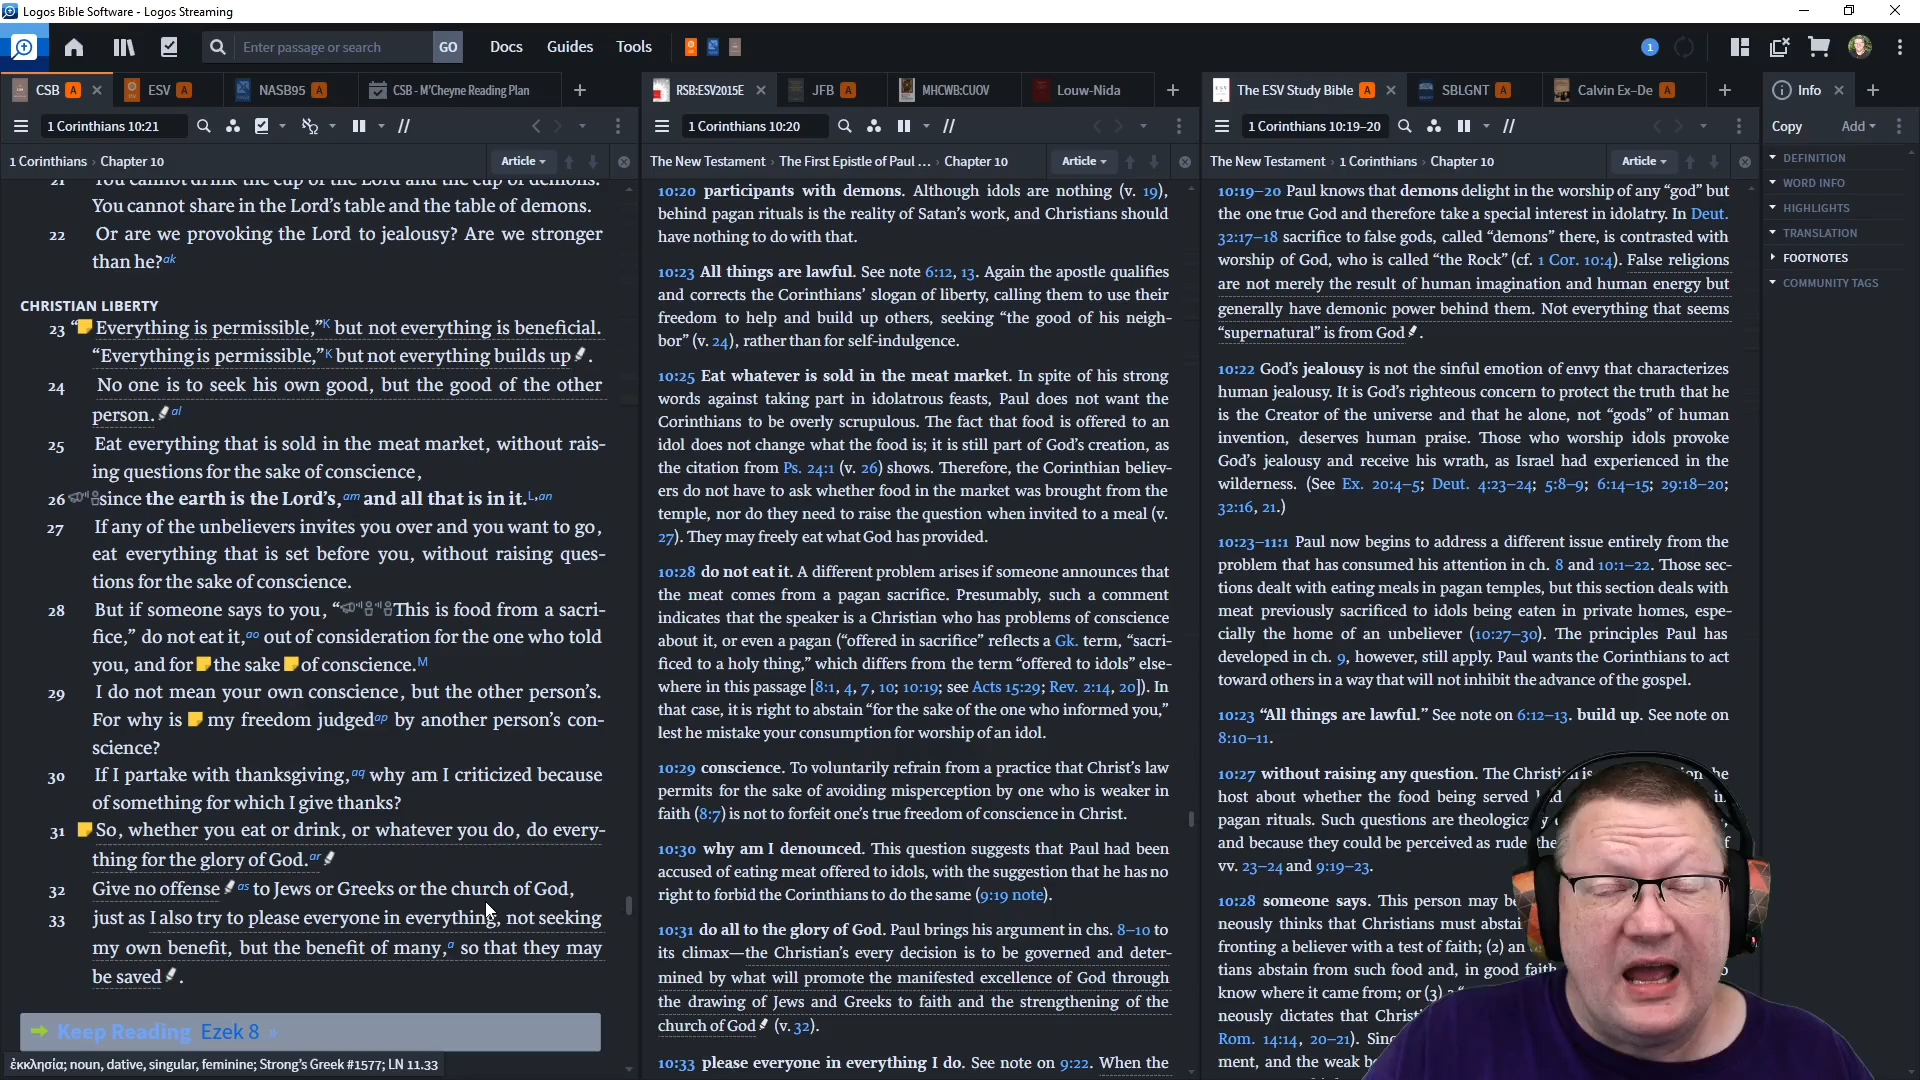 Logos Bible Software - Logos Streaming
Enter passage or search
GO
Docs
Guides
Tools
1
CSB A
ESV A
NASB95 A
CSB - M'Cheyne Reading Plan
1 Corinthians 10:21
1 Corinthians › Chapter 10
Article
21 You cannot drink the cup of the Lord and the cup of demons.
You cannot share in the Lord’s table and the table of demons.
22 Or are we provoking the Lord to jealousy? Are we stronger
than he?ak
CHRISTIAN LIBERTY
23 “Everything is permissible,”K but not everything is beneficial.
“Everything is permissible,”K but not everything builds up.
24 No one is to seek his own good, but the good of the other
person.al
25 Eat everything that is sold in the meat market, without rais-
ing questions for the sake of conscience,
26 since the earth is the Lord’s,am and all that is in it.L,an
27 If any of the unbelievers invites you over and you want to go,
eat everything that is set before you, without raising ques-
tions for the sake of conscience.
28 But if someone says to you, “This is food from a sacri-
fice,” do not eat it,ao out of consideration for the one who told
you, and for the sake of conscience.M
29 I do not mean your own conscience, but the other person’s.
For why is my freedom judgedap by another person’s con-
science?
30 If I partake with thanksgiving,aq why am I criticized because
of something for which I give thanks?
31 So, whether you eat or drink, or whatever you do, do every-
thing for the glory of God.ar
32 Give no offenseas to Jews or Greeks or the church of God,
33 just as I also try to please everyone in everything, not seeking
my own benefit, but the benefit of many,a so that they may
be saved.
Keep Reading Ezek 8 »
ἐκκλησία; noun, dative, singular, feminine; Strong’s Greek #1577; LN 11.33
RSB:ESV2015E
JFB A
MHCWB:CUOV
Louw-Nida
1 Corinthians 10:20
The New Testament › The First Epistle of Paul ... › Chapter 10
Article
10:20 participants with demons. Although idols are nothing (v. 19),
behind pagan rituals is the reality of Satan’s work, and Christians should
have nothing to do with that.
10:23 All things are lawful. See note 6:12, 13. Again the apostle qualifies
and corrects the Corinthians’ slogan of liberty, calling them to use their
freedom to help and build up others, seeking “the good of his neigh-
bor” (v. 24), rather than for self-indulgence.
10:25 Eat whatever is sold in the meat market. In spite of his strong
words against taking part in idolatrous feasts, Paul does not want the
Corinthians to be overly scrupulous. The fact that food is offered to an
idol does not change what the food is; it is still part of God’s creation, as
the citation from Ps. 24:1 (v. 26) shows. Therefore, the Corinthian believ-
ers do not have to ask whether food in the market was brought from the
temple, nor do they need to raise the question when invited to a meal (v.
27). They may freely eat what God has provided.
10:28 do not eat it. A different problem arises if someone announces that
the meat comes from a pagan sacrifice. Presumably, such a comment
indicates that the speaker is a Christian who has problems of conscience
about it, or even a pagan (“offered in sacrifice” reflects a Gk. term, “sacri-
ficed to a holy thing,” which differs from the term “offered to idols” else-
where in this passage [8:1, 4, 7, 10; 10:19; see Acts 15:29; Rev. 2:14, 20]). In
that case, it is right to abstain “for the sake of the one who informed you,”
lest he mistake your consumption for worship of an idol.
10:29 conscience. To voluntarily refrain from a practice that Christ’s law
permits for the sake of avoiding misperception by one who is weaker in
faith (8:7) is not to forfeit one’s true freedom of conscience in Christ.
10:30 why am I denounced. This question suggests that Paul had been
accused of eating meat offered to idols, with the suggestion that he has no
right to forbid the Corinthians to do the same (9:19 note).
10:31 do all to the glory of God. Paul brings his argument in chs. 8–10 to
its climax—the Christian’s every decision is to be governed and deter-
mined by what will promote the manifested excellence of God through
the drawing of Jews and Greeks to faith and the strengthening of the
church of God (v. 32).
10:33 please everyone in everything I do. See note on 9:22. When the
The ESV Study Bible A
SBLGNT A
Calvin Ex–De A
1 Corinthians 10:19–20
The New Testament › 1 Corinthians › Chapter 10
Article
10:19–20 Paul knows that demons delight in the worship of any “god” but
the one true God and therefore take a special interest in idolatry. In Deut.
32:17–18 sacrifice to false gods, called “demons” there, is contrasted with
worship of God, who is called “the Rock” (cf. 1 Cor. 10:4). False religions
are not merely the result of human imagination and human energy but
generally have demonic power behind them. Not everything that seems
“supernatural” is from God.
10:22 God’s jealousy is not the sinful emotion of envy that characterizes
human jealousy. It is God’s righteous concern to protect the truth that he
is the Creator of the universe and that he alone, not “gods” of human
invention, deserves human praise. Those who worship idols provoke
God’s jealousy and receive his wrath, as Israel had experienced in the
wilderness. (See Ex. 20:4–5; Deut. 4:23–24; 5:8–9; 6:14–15; 29:18–20;
32:16, 21.)
10:23–11:1 Paul now begins to address a different issue entirely from the
problem that has consumed his attention in ch. 8 and 10:1–22. Those sec-
tions dealt with eating meals in pagan temples, but this section deals with
meat previously sacrificed to idols being eaten in private homes, espe-
cially the home of an unbeliever (10:27–30). The principles Paul has
developed in ch. 9, however, still apply. Paul wants the Corinthians to act
toward others in a way that will not inhibit the advance of the gospel.
10:23 “All things are lawful.” See note on 6:12–13. build up. See note on
8:10–11.
10:27 without raising any question. The Christian is
host about whether the food being served
pagan rituals. Such questions are
and because they could be perceived as rude
vv. 23–24 and 9:19–23.
10:28 someone says. This person may be
neously thinks that Christians must
fronting a believer with a test of faith; (2) an
tians abstain from such food and, in good faith
know where it came from; or (3)
neously dictates that
Rom. 14:14, 20–21).
ment, and the weak
Info
Copy
Add
DEFINITION
WORD INFO
HIGHLIGHTS
TRANSLATION
FOOTNOTES
COMMUNITY TAGS